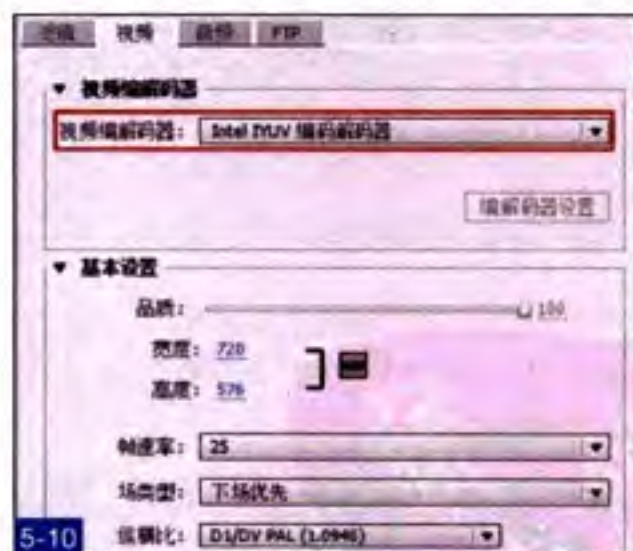 滤镜 视频 音频 FTP
视频编解码器
视频编解码器： Intel IYUV 编码解码器
编解码器设置
基本设置
品质： 100
宽度： 720
高度： 576
帧速率： 25
场类型： 下场优先
纵横比： D1/DV PAL (1.0940)
5-10